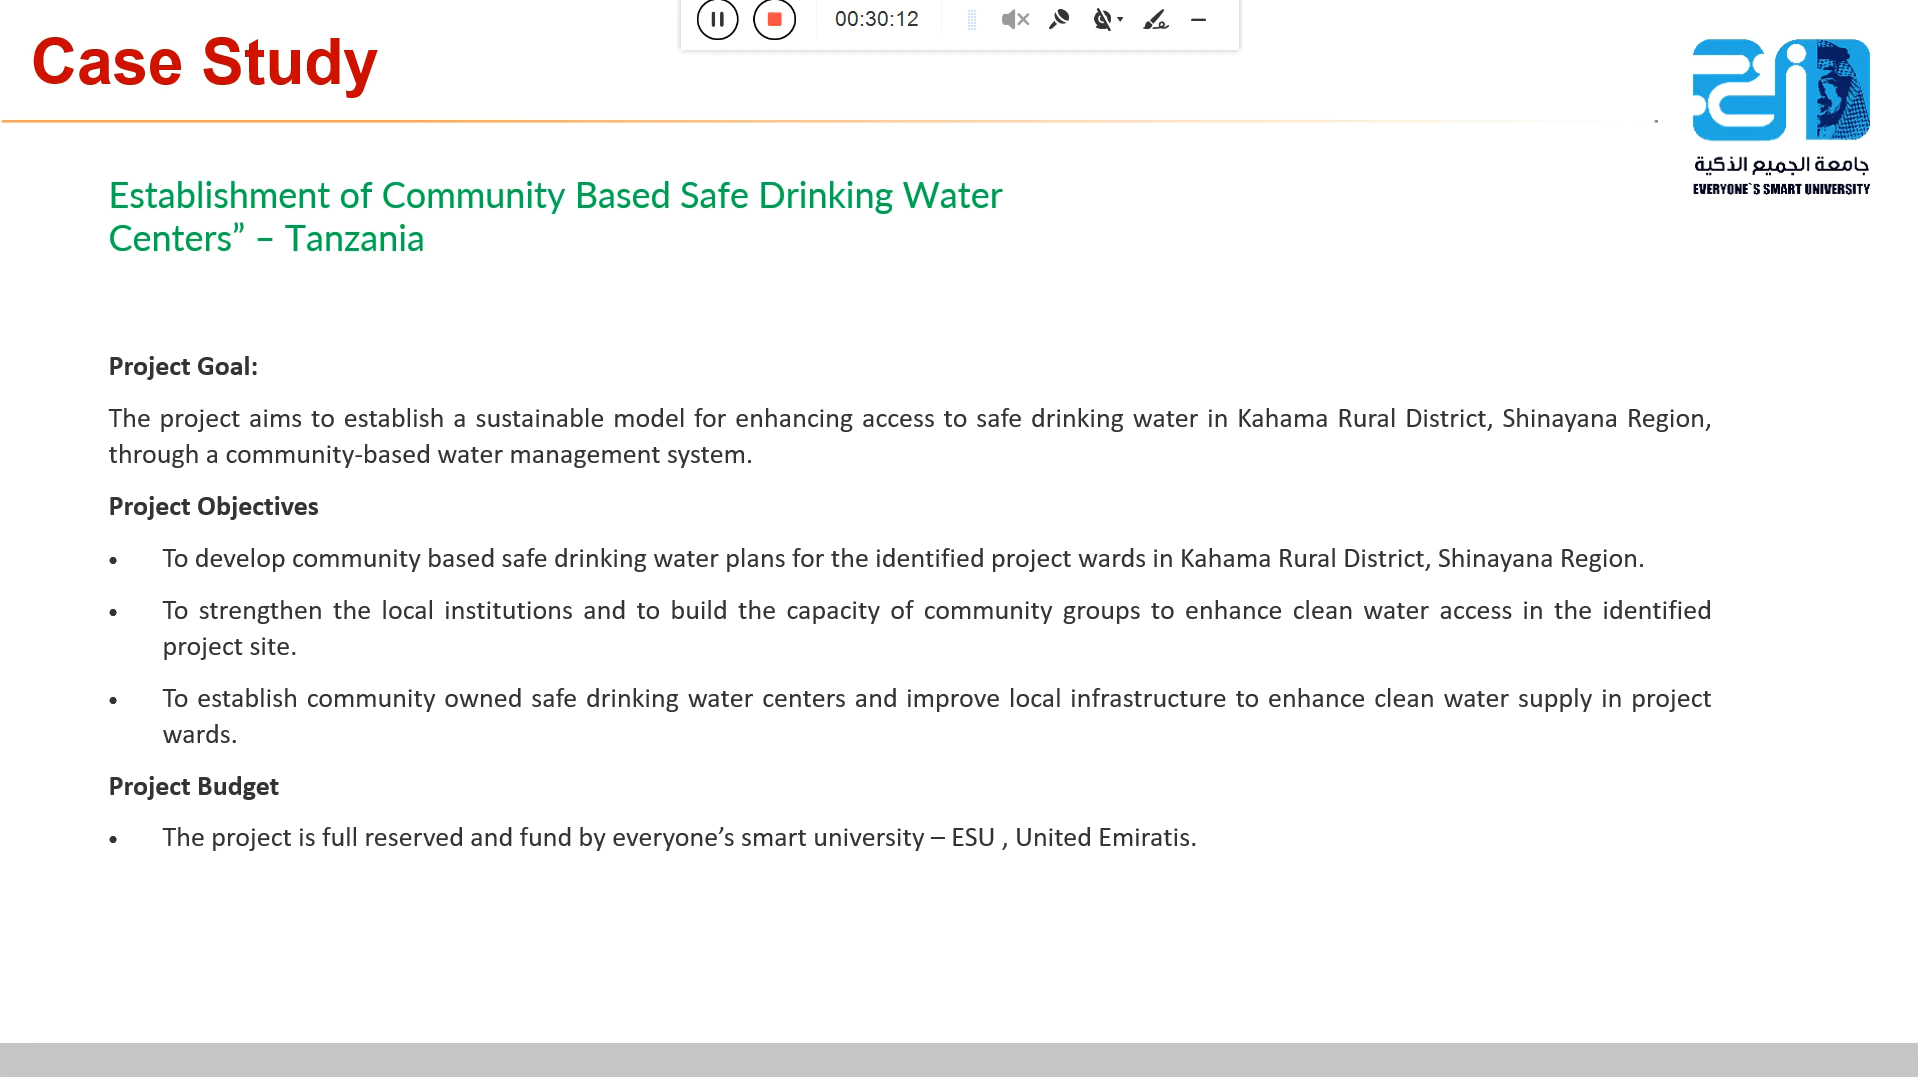 00:30:12
Case Study
جامعة الجميع الذكية
EVERYONE`S SMART UNIVERSITY
Establishment of Community Based Safe Drinking Water
Centers” – Tanzania
Project Goal:
The project aims to establish a sustainable model for enhancing access to safe drinking water in Kahama Rural District, Shinayana Region,
through a community-based water management system.
Project Objectives
• To develop community based safe drinking water plans for the identified project wards in Kahama Rural District, Shinayana Region.
• To strengthen the local institutions and to build the capacity of community groups to enhance clean water access in the identified
project site.
• To establish community owned safe drinking water centers and improve local infrastructure to enhance clean water supply in project
wards.
Project Budget
• The project is full reserved and fund by everyone’s smart university – ESU , United Emiratis.